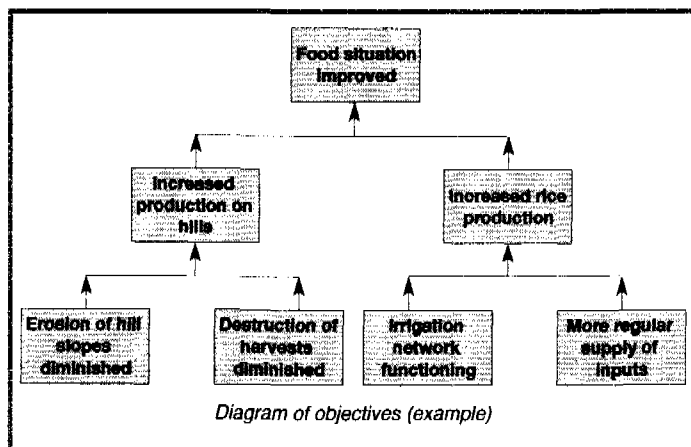 Food situation
improved
Increased
production on
hills
Increased rice
production
Erosion of hill
slopes
diminished
Destruction of
harvests
diminished
Irrigation
network
functioning
More regular
supply of
inputs
Diagram of objectives (example)